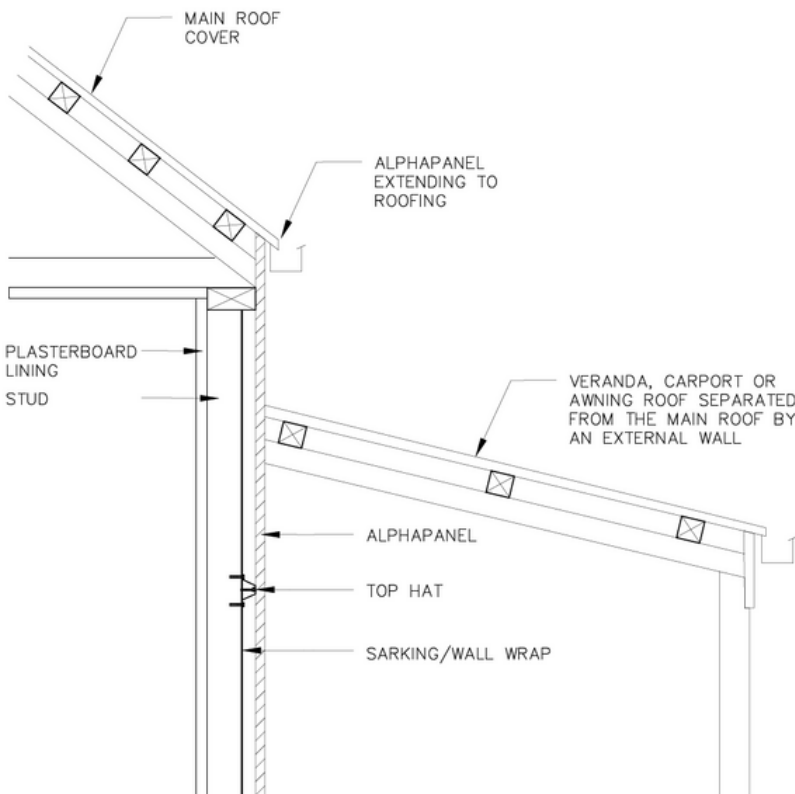 MAIN ROOF
COVER
ALPHAPANEL
EXTENDING TO
ROOFING
PLASTERBOARD
LINING
STUD
VERANDA, CARPORT OR
AWNING ROOF SEPARATED
FROM THE MAIN ROOF BY
AN EXTERNAL WALL
ALPHAPANEL
TOP HAT
SARKING/WALL WRAP